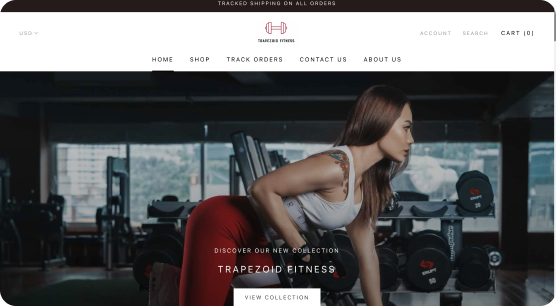 TRACKED SHIPPING ON ALL ORDERS
USD
TRAPEZOID FITNESS
ACCOUNT SEARCH CART (0)
HOME SHOP TRACK ORDERS CONTACT US ABOUT US
DISCOVER OUR NEW COLLECTION
TRAPEZOID FITNESS
VIEW COLLECTION